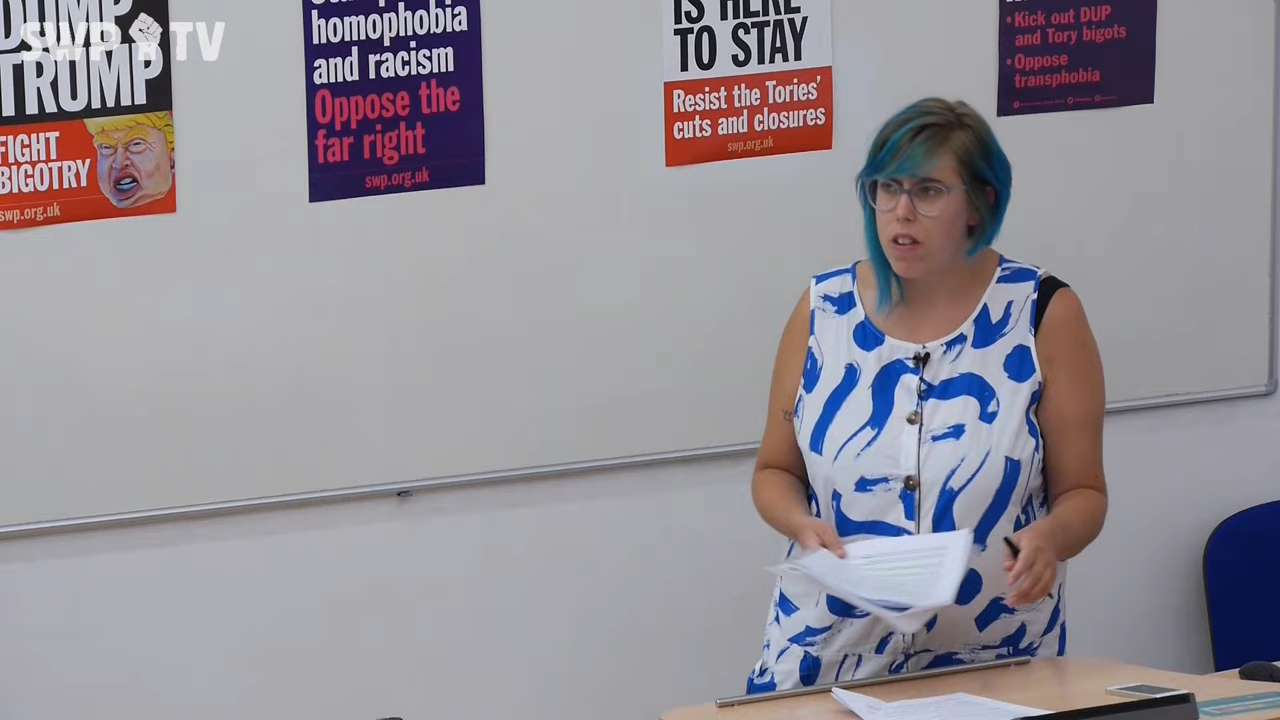 SWP TV
DUMP
TRUMP
FIGHT
BIGOTRY
swp.org.uk
homophobia
and racism
Oppose the
far right
swp.org.uk
IS HERE
TO STAY
Resist the Tories’
cuts and closures
swp.org.uk
• Kick out DUP
and Tory bigots
• Oppose
transphobia